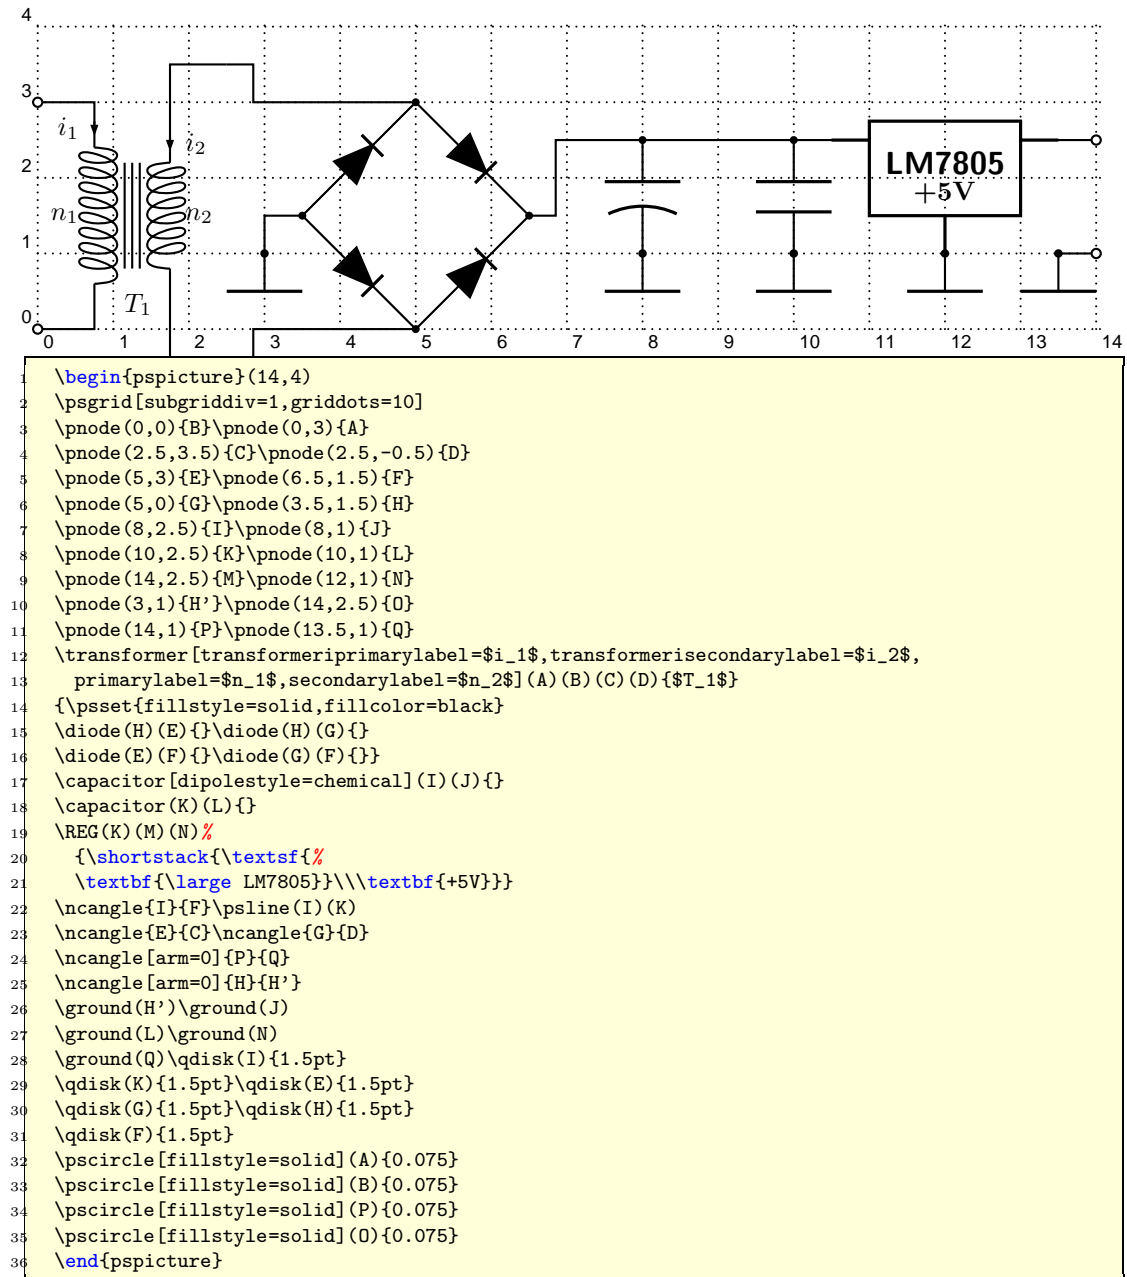 4
3
i_1
i_2
2
LM7805
+5V
n_1
n_2
1
T_1
0
0 1 2 3 4 5 6 7 8 9 10 11 12 13 14
1 \begin{pspicture}(14,4)
2 \psgrid[subgriddiv=1,griddots=10]
3 \pnode(0,0){B}\pnode(0,3){A}
4 \pnode(2.5,3.5){C}\pnode(2.5,-0.5){D}
5 \pnode(5,3){E}\pnode(6.5,1.5){F}
6 \pnode(5,0){G}\pnode(3.5,1.5){H}
7 \pnode(8,2.5){I}\pnode(8,1){J}
8 \pnode(10,2.5){K}\pnode(10,1){L}
9 \pnode(14,2.5){M}\pnode(12,1){N}
10 \pnode(3,1){H’}\pnode(14,2.5){O}
11 \pnode(14,1){P}\pnode(13.5,1){Q}
12 \transformer[transformeriprimarylabel=$i_1$,transformerisecondarylabel=$i_2$,
13 primarylabel=$n_1$,secondarylabel=$n_2$](A)(B)(C)(D){$T_1$}
14 {\psset{fillstyle=solid,fillcolor=black}
15 \diode(H)(E){}\diode(H)(G){}
16 \diode(E)(F){}\diode(G)(F){}}
17 \capacitor[dipolestyle=chemical](I)(J){}
18 \capacitor(K)(L){}
19 \REG(K)(M)(N)%
20 {\shortstack{\textsf{%
21 \textbf{\large LM7805}}\\\textbf{+5V}}}
22 \ncangle{I}{F}\psline(I)(K)
23 \ncangle{E}{C}\ncangle{G}{D}
24 \ncangle[arm=0]{P}{Q}
25 \ncangle[arm=0]{H}{H’}
26 \ground(H’)\ground(J)
27 \ground(L)\ground(N)
28 \ground(Q)\qdisk(I){1.5pt}
29 \qdisk(K){1.5pt}\qdisk(E){1.5pt}
30 \qdisk(G){1.5pt}\qdisk(H){1.5pt}
31 \qdisk(F){1.5pt}
32 \pscircle[fillstyle=solid](A){0.075}
33 \pscircle[fillstyle=solid](B){0.075}
34 \pscircle[fillstyle=solid](P){0.075}
35 \pscircle[fillstyle=solid](O){0.075}
36 \end{pspicture}